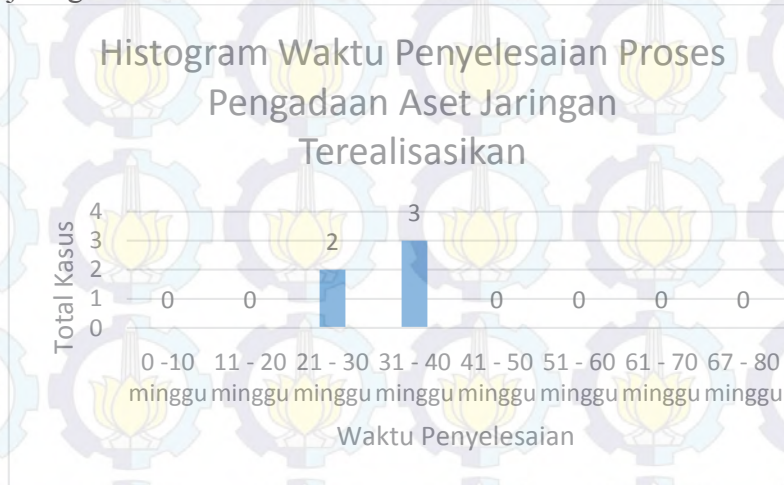 Histogram Waktu Penyelesaian Proses
Pengadaan Aset Jaringan
Terealisasikan
Total Kasus
4
3
2
1
0
0
0
2
3
0
0
0
0
0 -10 11 - 20 21 - 30 31 - 40 41 - 50 51 - 60 61 - 70 67 - 80
minggu minggu minggu minggu minggu minggu minggu minggu
Waktu Penyelesaian